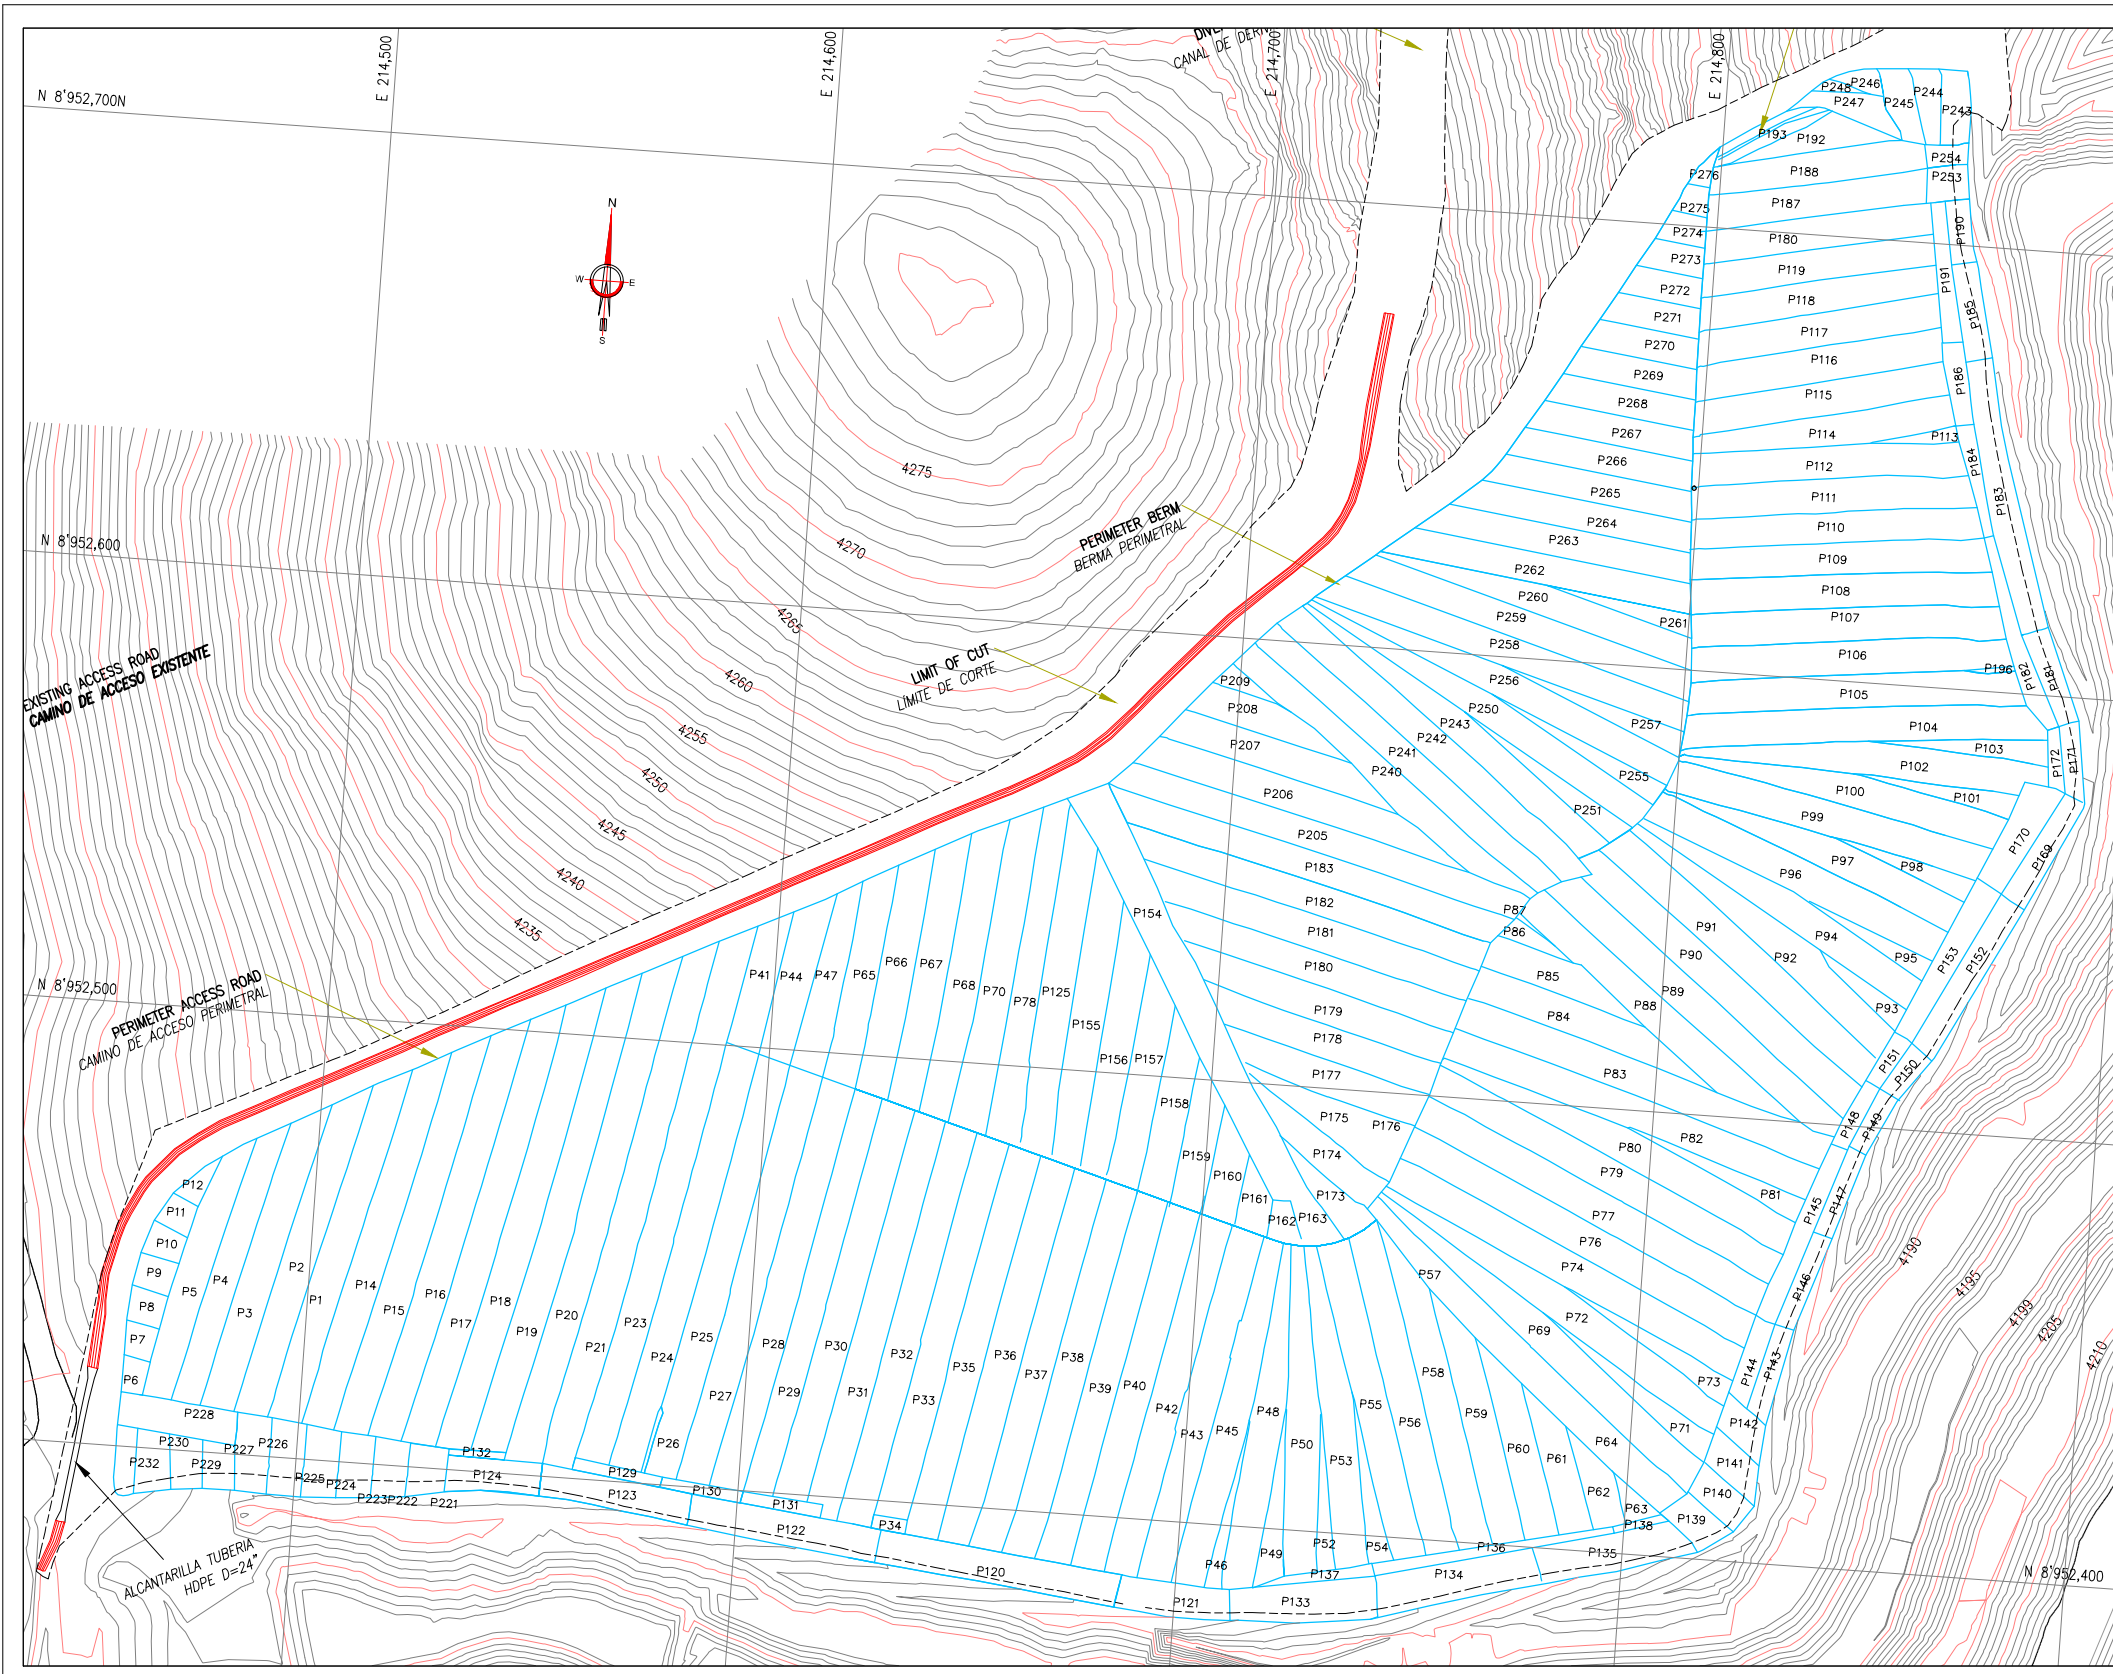 E 214,500
E 214,600
E 214,700
E 214,800
CANAL DE
N 8'952,700N
N
W
E
S
N 8'952,600
N 8'952,500
N 8'952,400
EXISTING ACCESS ROAD
CAMINO DE ACCESO EXISTENTE
PERIMETER BERM
BERMA PERIMETRAL
LIMIT OF CUT
LÍMITE DE CORTE
PERIMETER ACCESS ROAD
CAMINO DE ACCESO PERIMETRAL
ALCANTARILLA TUBERIA
HDPE D=24"
4275
4270
4265
4260
4255
4250
4245
4240
4235
4190
4195
4199
4205
4210
P248
P246
P247
P245
P244
P243
P193
P192
P254
P253
P276
P188
P275
P187
P274
P180
P190
P273
P119
P191
P272
P118
P185
P271
P117
P270
P116
P269
P115
P186
P268
P114
P113
P267
P112
P184
P266
P111
P183
P265
P110
P264
P109
P263
P108
P262
P107
P260
P261
P106
P196
P182
P181
P259
P105
P258
P104
P256
P257
P103
P172
P171
P250
P102
P243
P101
P242
P100
P241
P255
P99
P240
P251
P97
P98
P170
P169
P209
P208
P207
P206
P205
P183
P182
P181
P180
P179
P178
P177
P175
P176
P174
P173
P87
P86
P85
P84
P83
P82
P81
P80
P79
P77
P76
P74
P72
P73
P69
P71
P88
P89
P90
P91
P92
P93
P94
P95
P96
P153
P152
P151
P150
P148
P149
P145
P147
P146
P144
P143
P142
P141
P140
P139
P138
P63
P135
P154
P41
P44
P47
P65
P66
P67
P68
P70
P78
P125
P155
P156
P157
P158
P159
P160
P161
P162
P163
P12
P11
P10
P9
P8
P7
P6
P5
P4
P3
P2
P1
P14
P15
P16
P17
P18
P19
P20
P21
P23
P24
P25
P26
P27
P28
P29
P30
P31
P32
P33
P34
P35
P36
P37
P38
P39
P40
P42
P43
P45
P46
P48
P49
P50
P52
P53
P54
P55
P56
P57
P58
P59
P60
P61
P62
P64
P228
P230
P232
P229
P227
P226
P225
P224
P223
P222
P221
P132
P124
P129
P123
P130
P131
P122
P120
P121
P133
P137
P134
P136